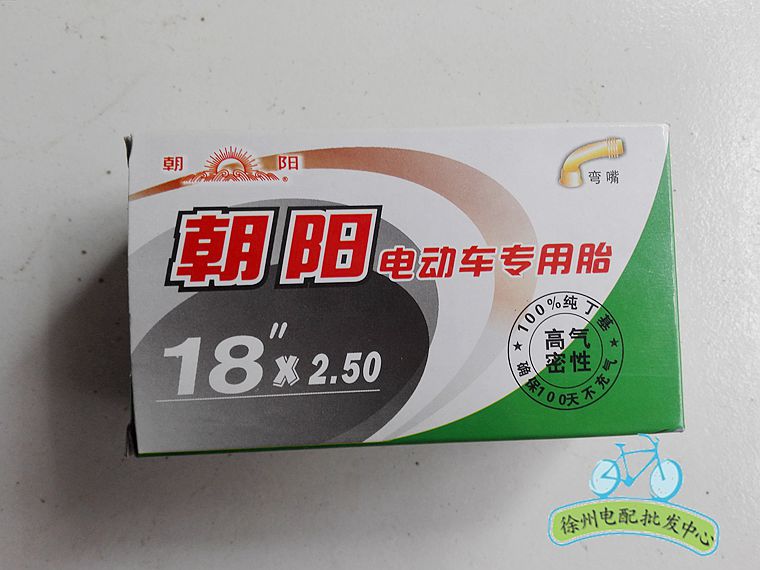 朝 阳
®
弯嘴
朝阳 电动车专用胎
18" x 2.50
100%纯丁基
高气
密性
★确保100天不充气★
徐州电配批发中心